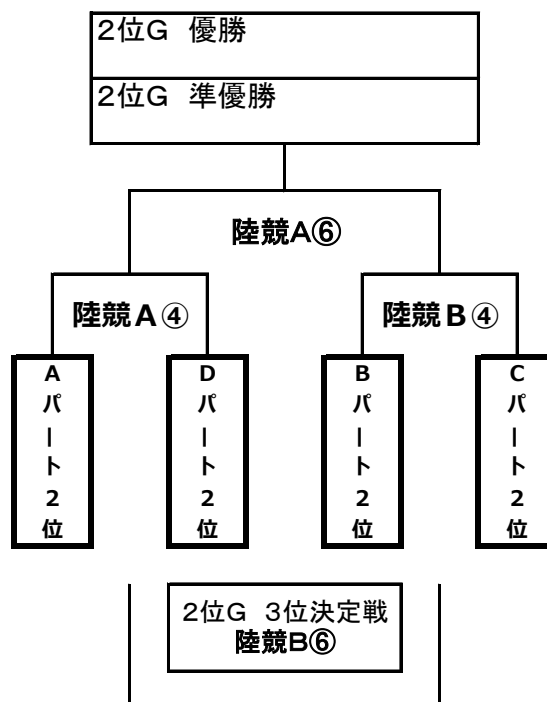 2位G 優勝
2位G 準優勝
陸競A⑥
陸競A④
陸競B④
Aパート2位
Dパート2位
Bパート2位
Cパート2位
2位G 3位決定戦
陸競B⑥